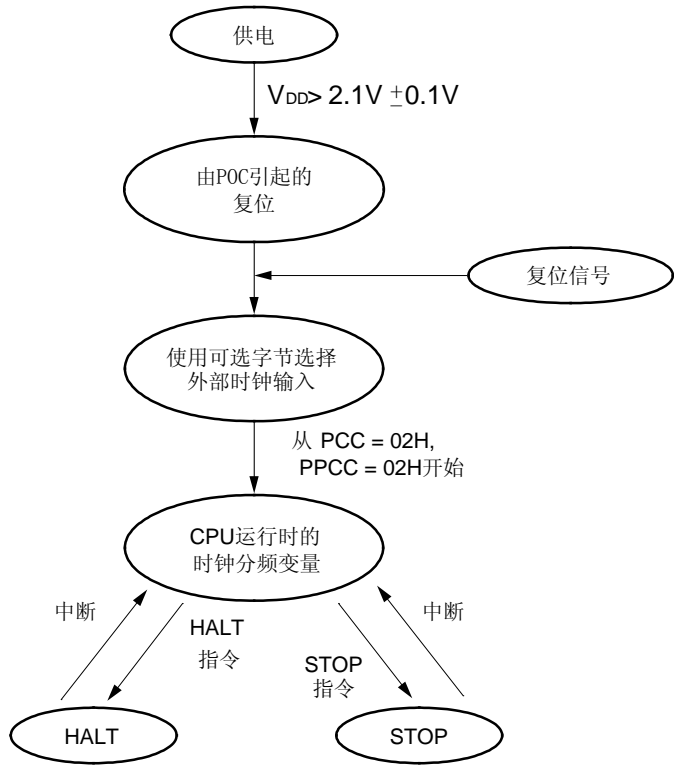 供电
VDD> 2.1V ±0.1V
由POC引起的
复位
复位信号
使用可选字节选择
外部时钟输入
从 PCC = 02H,
PPCC = 02H开始
CPU运行时的
时钟分频变量
中断
HALT
指令
STOP
指令
中断
HALT
STOP